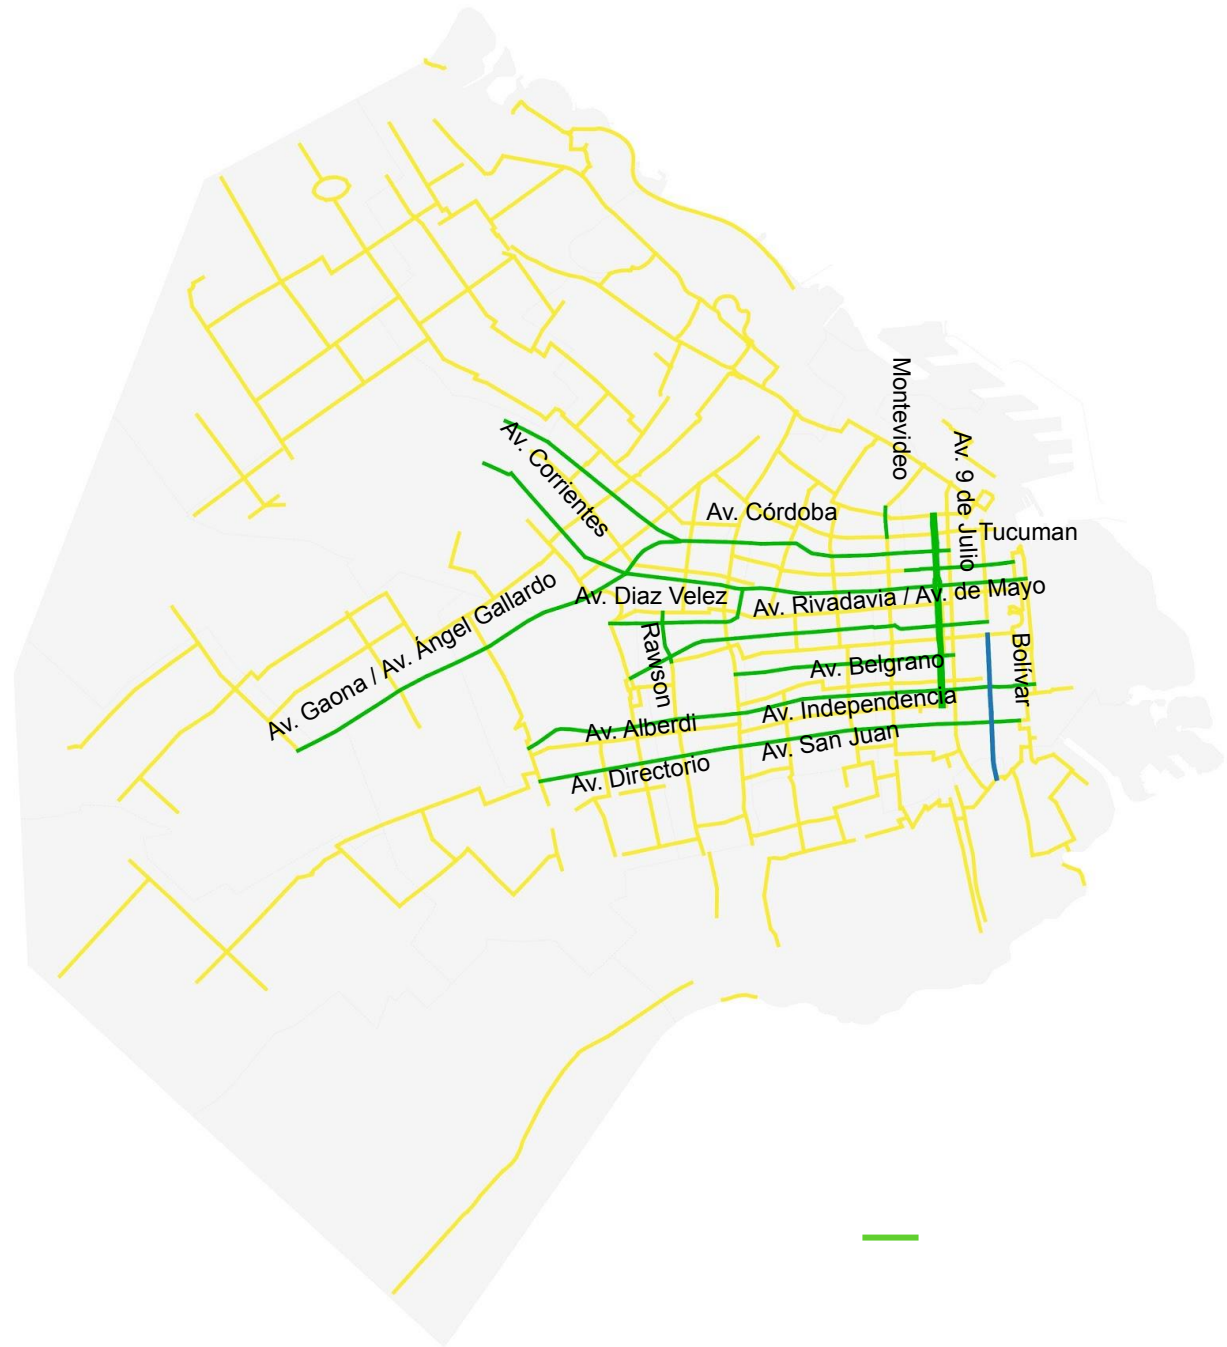 Montevideo
Av. Corrientes
Av. 9 de Julio
Av. Córdoba
Tucuman
Av. Gaona / Av. Ángel Gallardo
Av. Diaz Velez
Av. Rivadavia / Av. de Mayo
Rawson
Bolívar
Av. Belgrano
Av. Independencia
Av. Alberdi
Av. San Juan
Av. Directorio